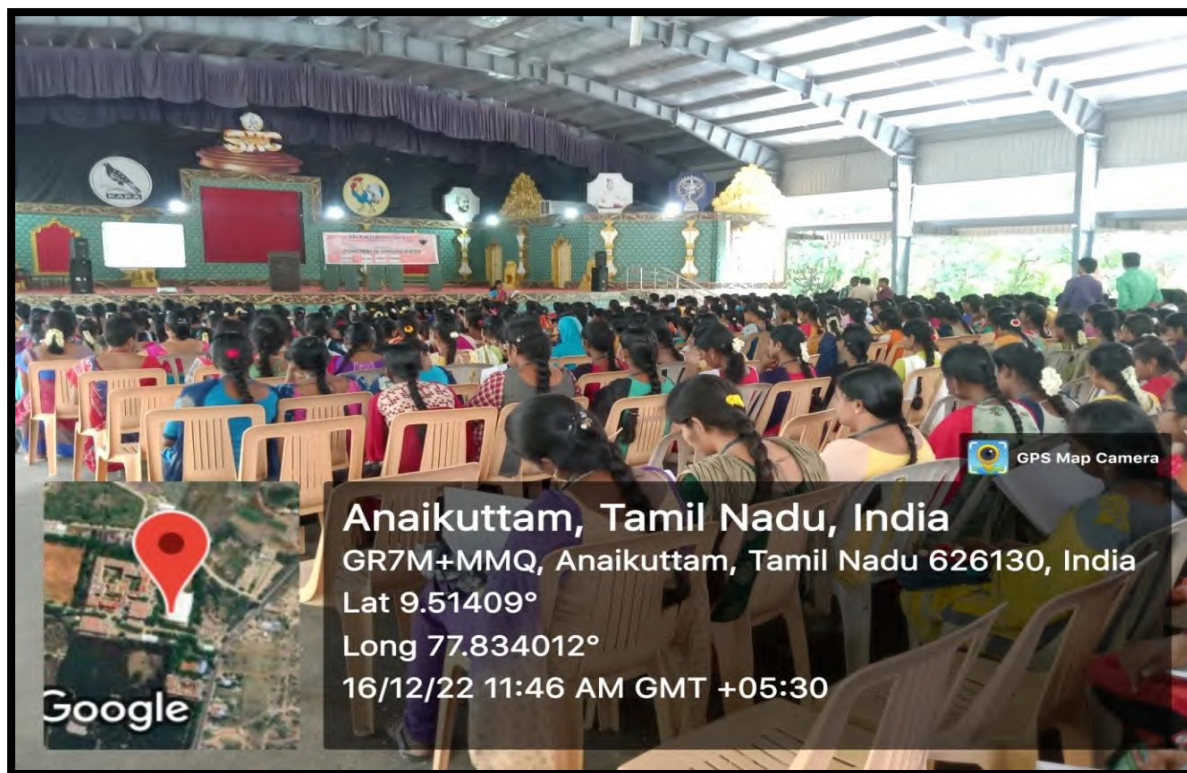 SWC
GPS Map Camera
Anaikuttam, Tamil Nadu, India
GR7M+MMQ, Anaikuttam, Tamil Nadu 626130, India
Lat 9.51409°
Long 77.834012°
16/12/22 11:46 AM GMT +05:30
Google